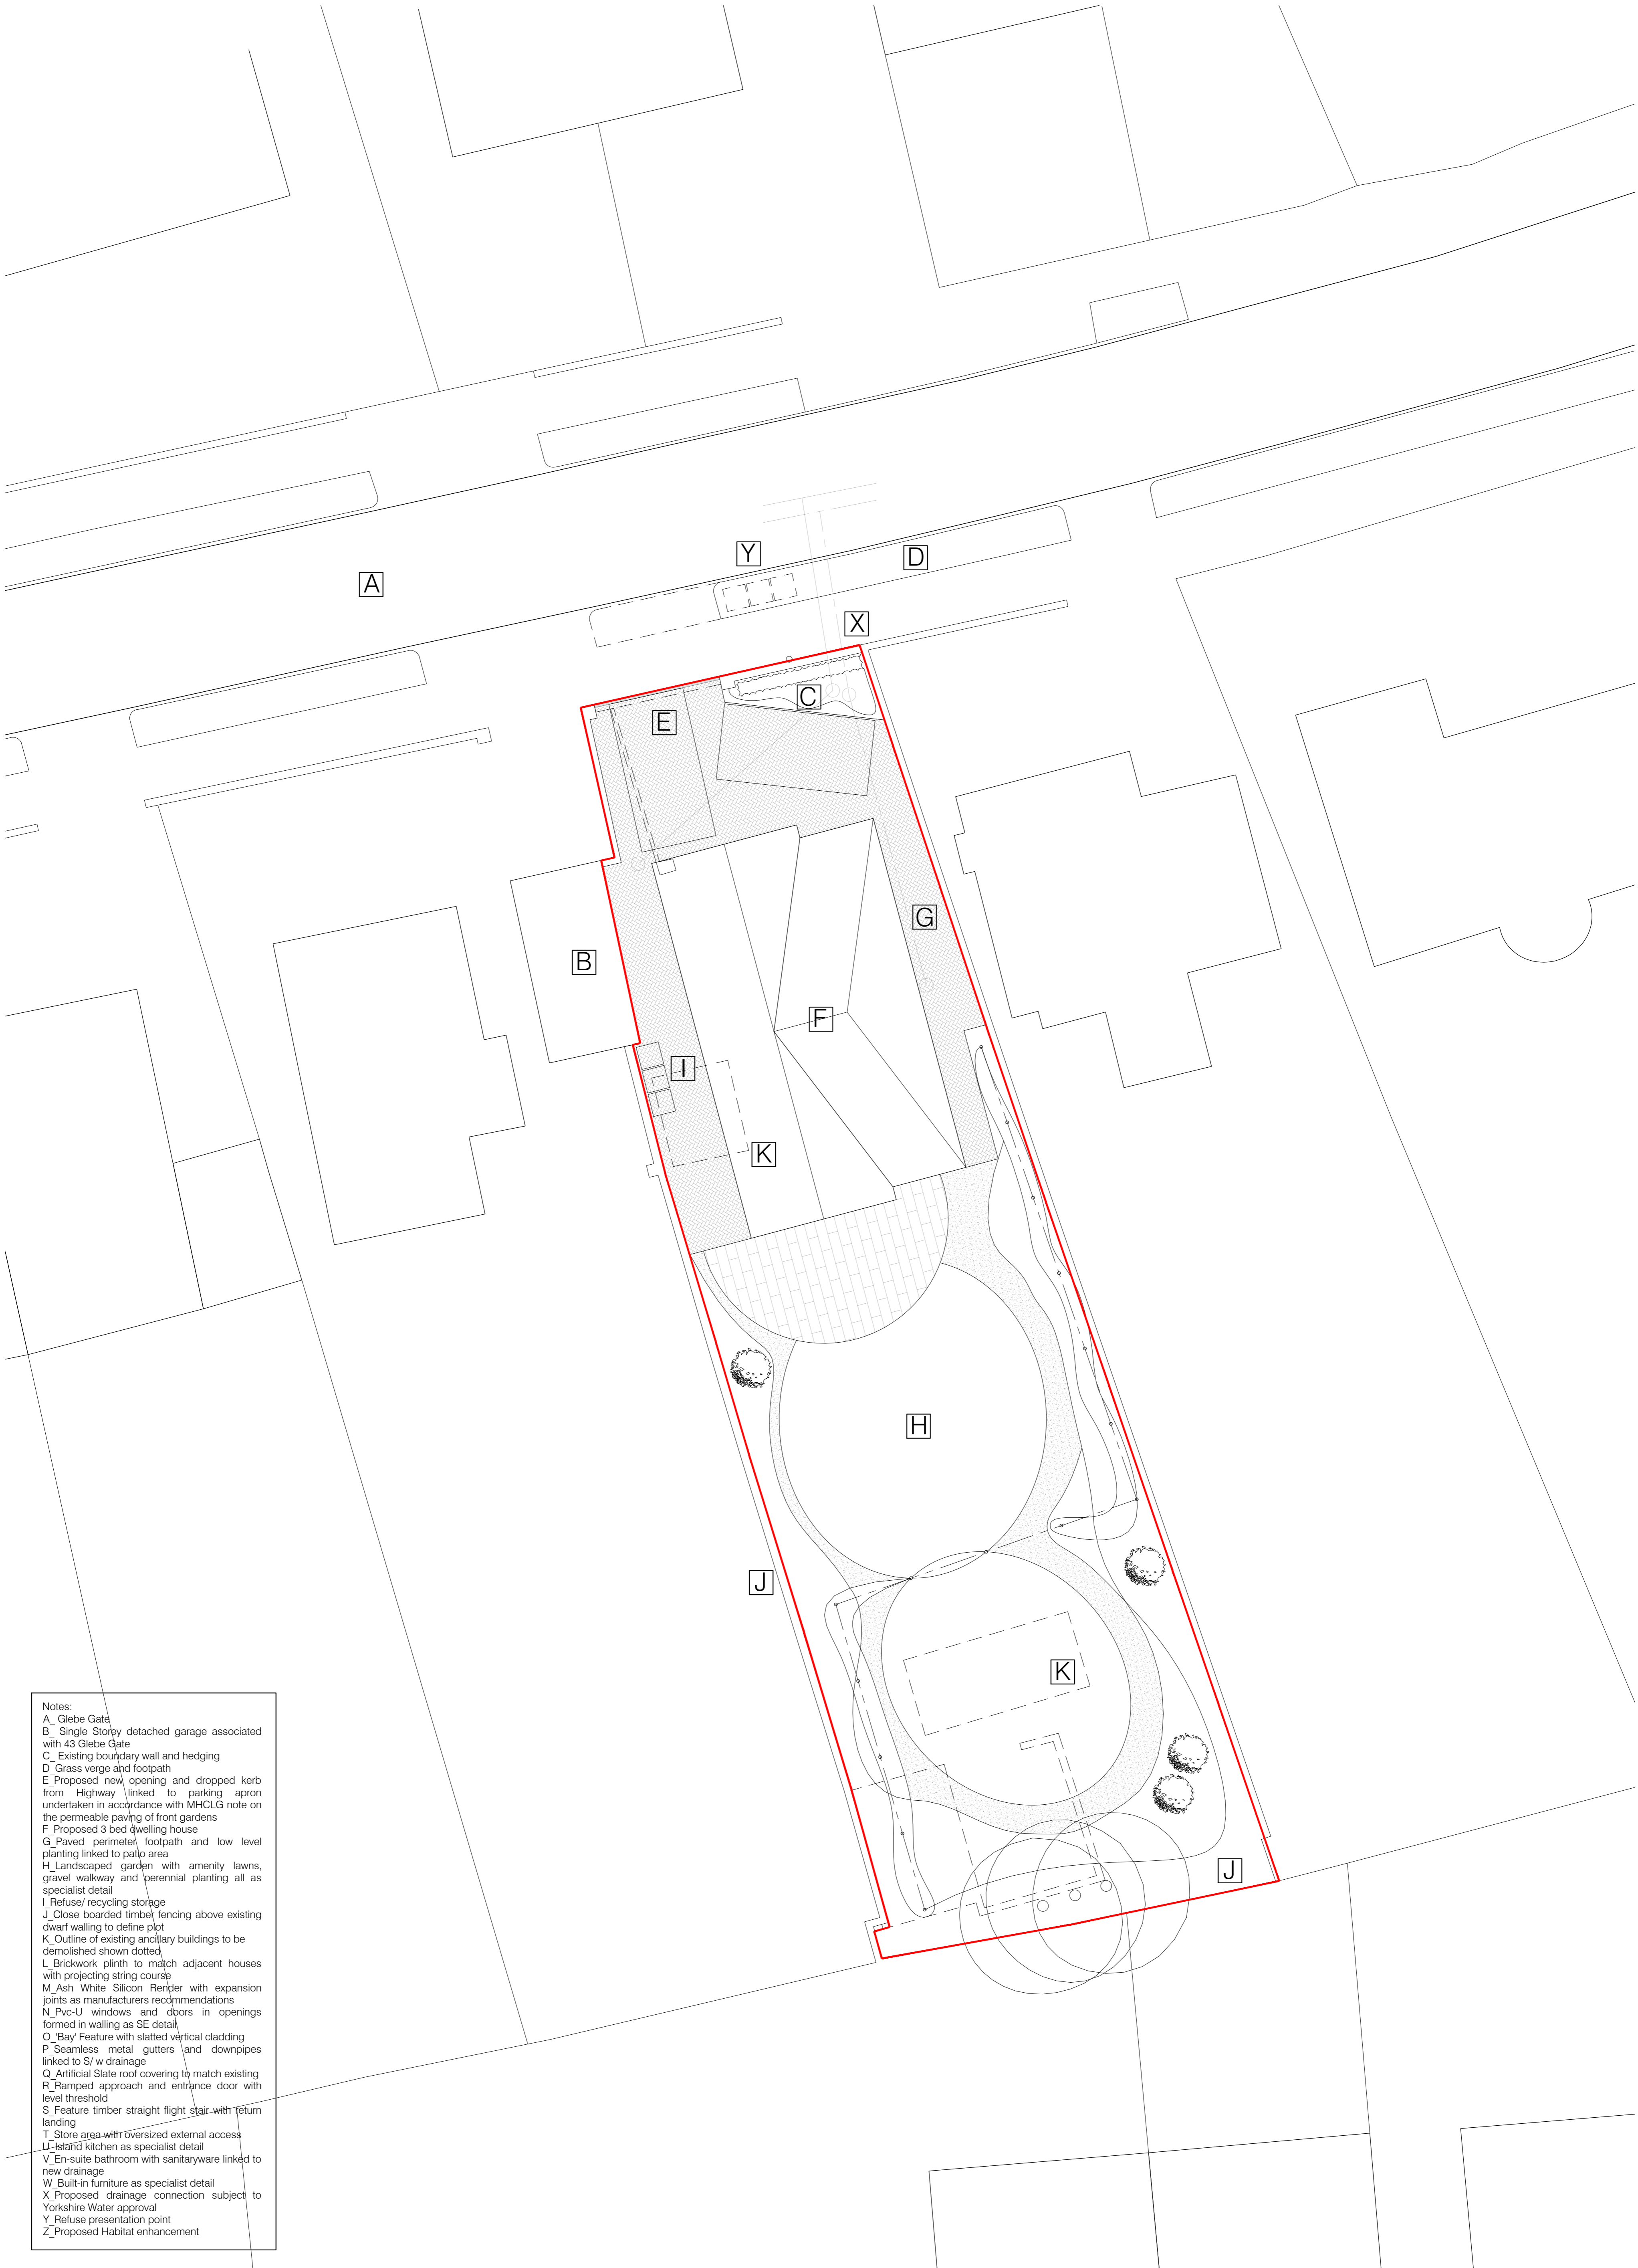 Y
D
A
X
C
E
G
B
F
I
K
H
J
K
J
Notes:
A_ Glebe Gate
B_ Single Storey detached garage associated
with 43 Glebe Gate
C_ Existing boundary wall and hedging
D_Grass verge and footpath
E_Proposed new opening and dropped kerb
from Highway linked to parking apron
undertaken in accordance with MHCLG note on
the permeable paving of front gardens
F_Proposed 3 bed dwelling house
G_Paved perimeter footpath and low level
planting linked to patio area
H_Landscaped garden with amenity lawns,
gravel walkway and perennial planting all as
specialist detail
I_Refuse/ recycling storage
J_Close boarded timber fencing above existing
dwarf walling to define plot
K_Outline of existing ancillary buildings to be
demolished shown dotted
L_Brickwork plinth to match adjacent houses
with projecting string course
M_Ash White Silicon Render with expansion
joints as manufacturers recommendations
N_Pvc-U windows and doors in openings
formed in walling as SE detail
O_'Bay' Feature with slatted vertical cladding
P_Seamless metal gutters and downpipes
linked to S/ w drainage
Q_Artificial Slate roof covering to match existing
R_Ramped approach and entrance door with
level threshold
S_Feature timber straight flight stair with return
landing
T_Store area with oversized external access
U_Island kitchen as specialist detail
V_En-suite bathroom with sanitaryware linked to
new drainage
W_Built-in furniture as specialist detail
X_Proposed drainage connection subject to
Yorkshire Water approval
Y_Refuse presentation point
Z_Proposed Habitat enhancement